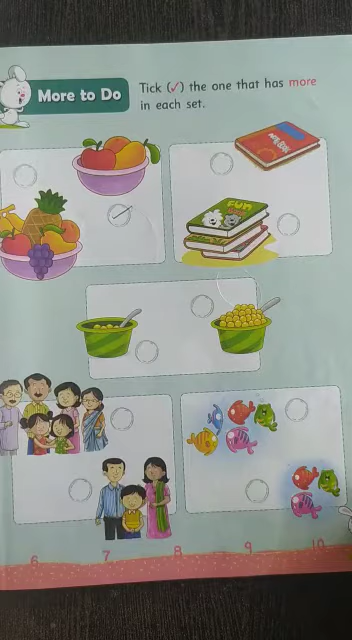 More to Do
Tick (✓) the one that has more
in each set.
FUN
6 7 8 9 10